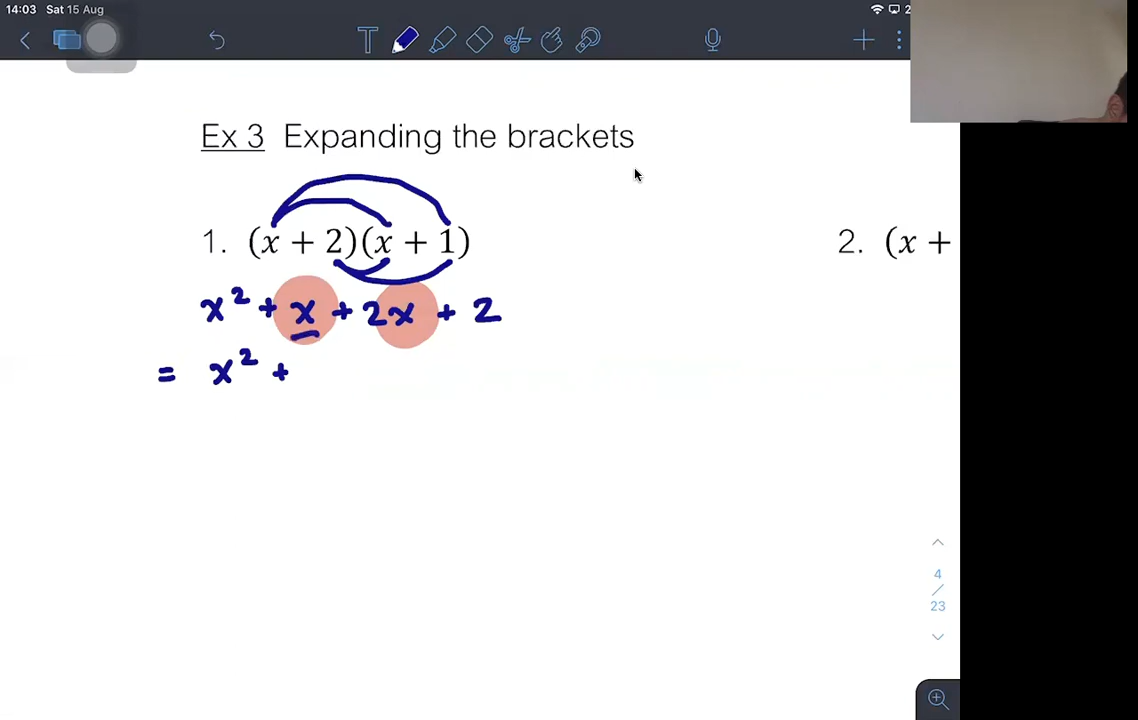 14:03 Sat 15 Aug
Ex 3 Expanding the brackets
1. (x + 2)(x + 1)
2. (x +
x² + x + 2x + 2
= x² +
4
/
23